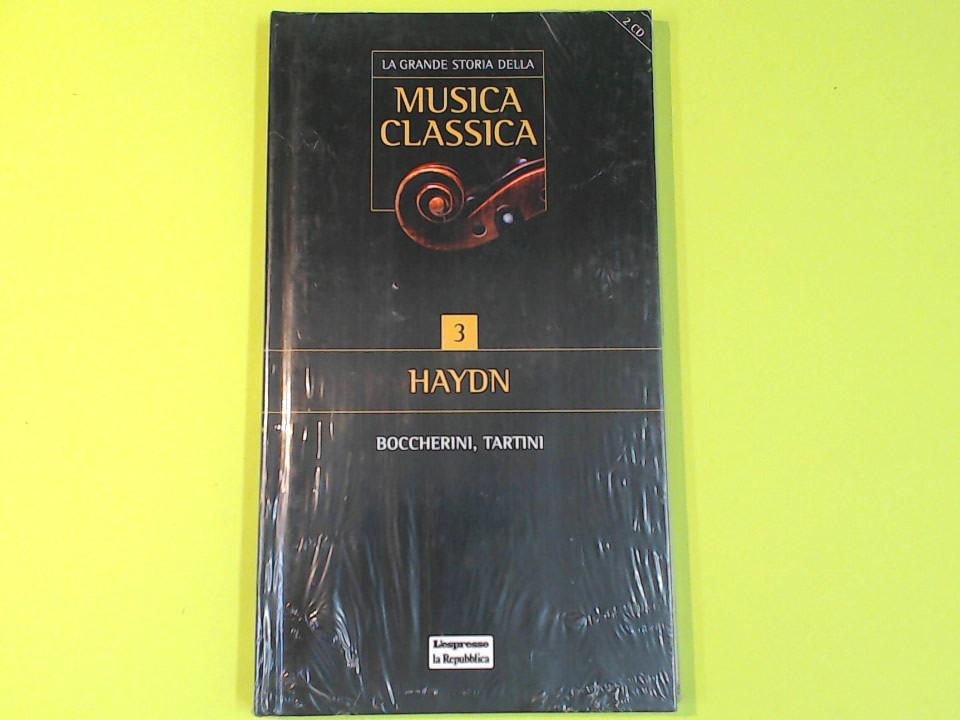 2 CD
LA GRANDE STORIA DELLA
MUSICA
CLASSICA
3
HAYDN
BOCCHERINI, TARTINI
L'espresso
la Repubblica